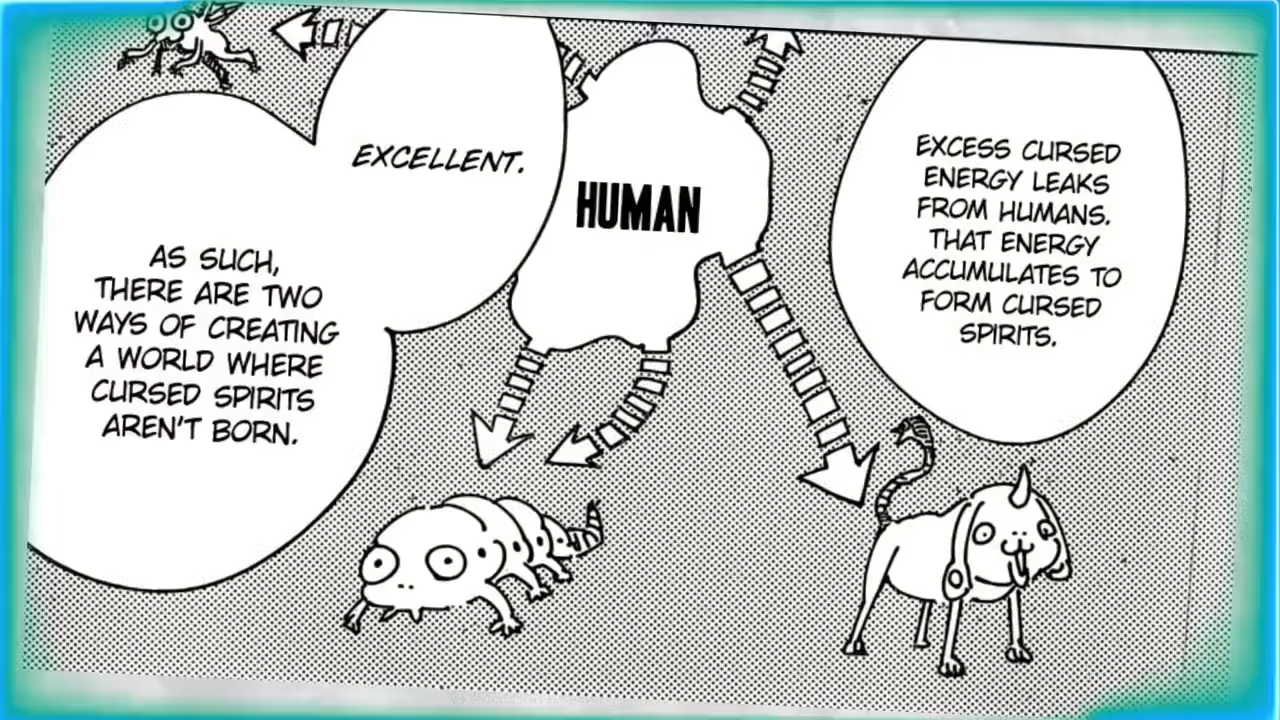 EXCESS CURSED
ENERGY LEAKS
FROM HUMANS.
THAT ENERGY
ACCUMULATES TO
FORM CURSED
SPIRITS.
HUMAN
EXCELLENT.
AS SUCH,
THERE ARE TWO
WAYS OF CREATING
A WORLD WHERE
CURSED SPIRITS
AREN'T BORN.